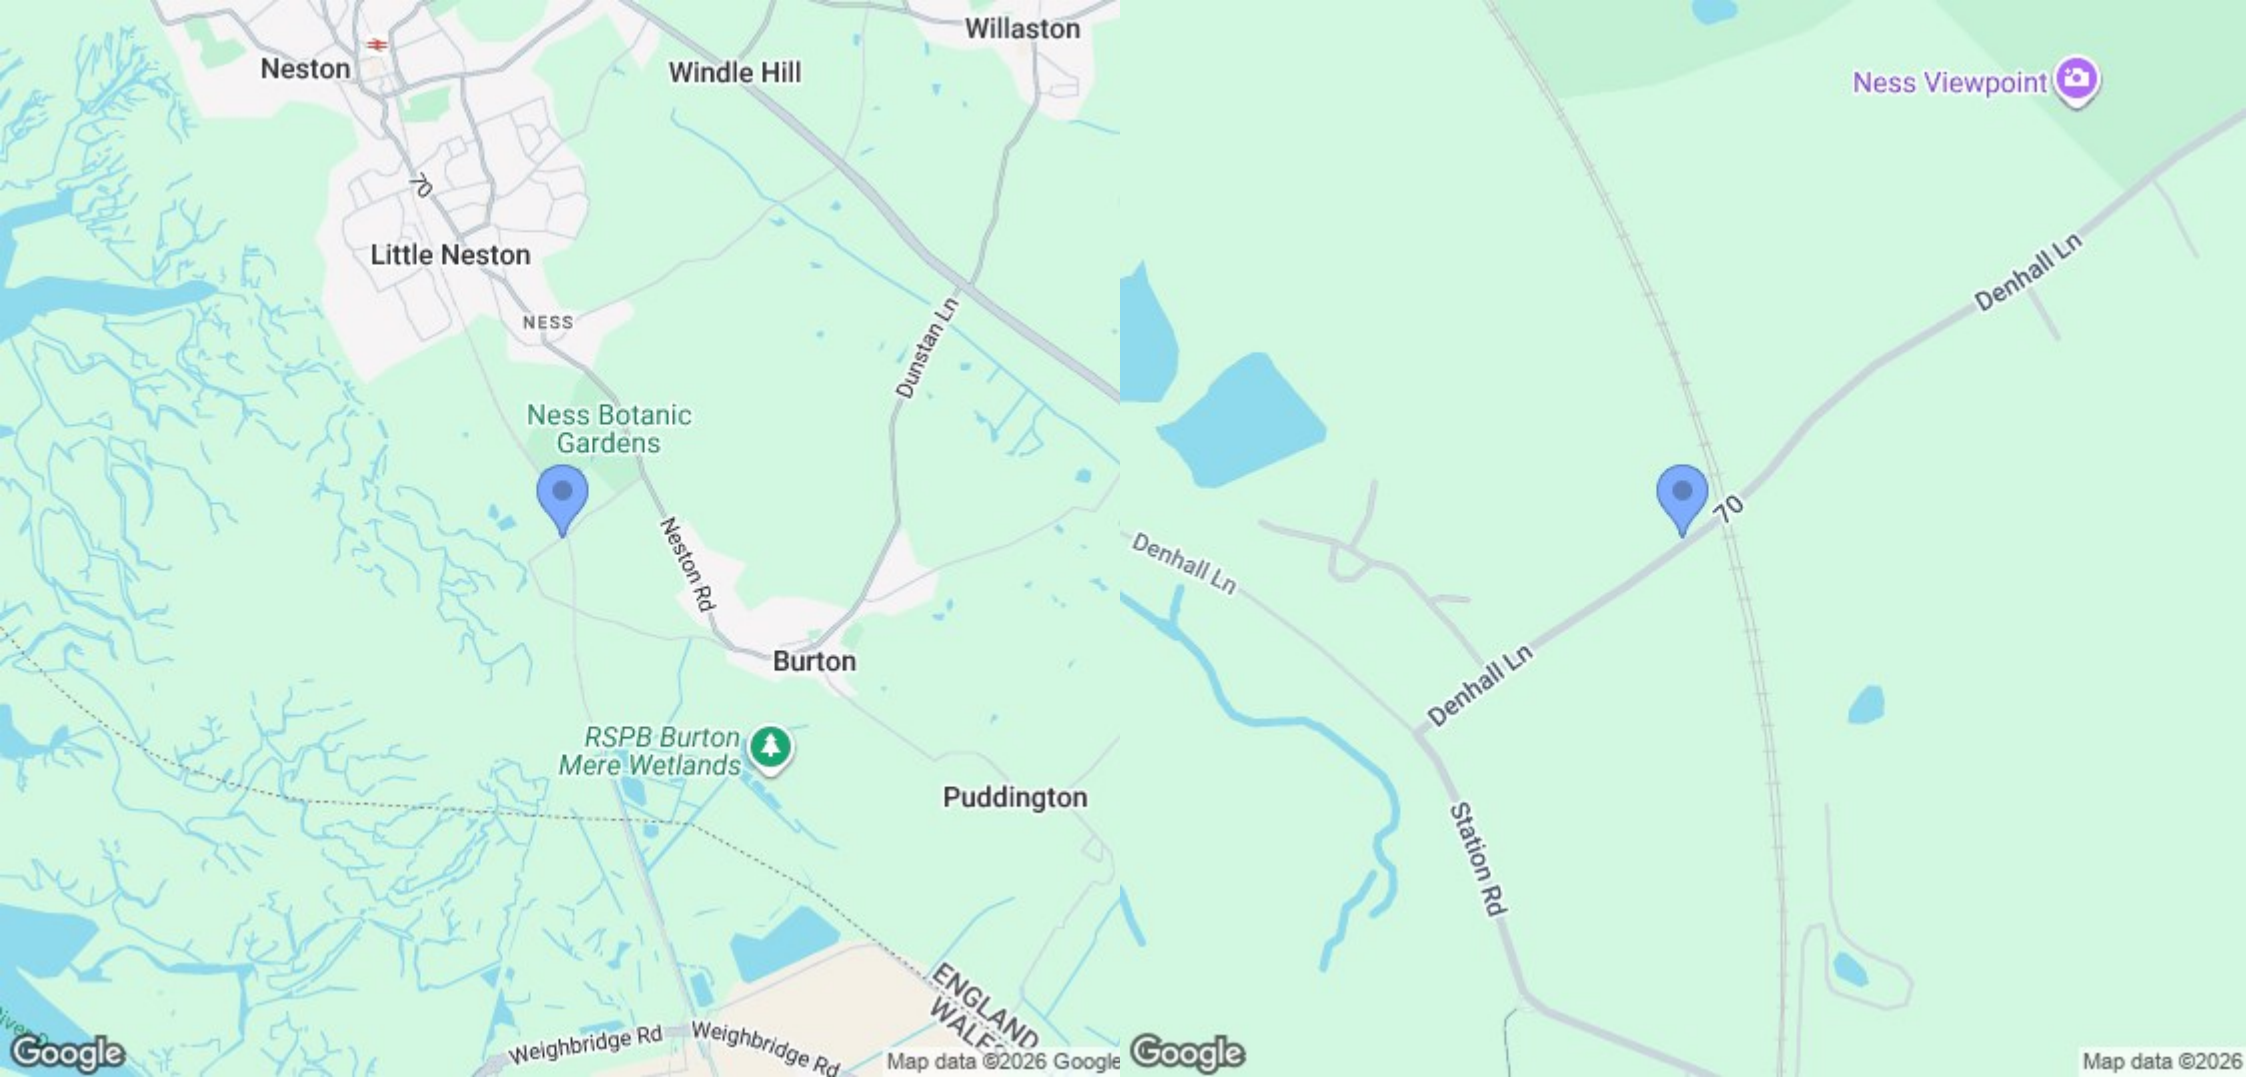 Willaston
Neston
Windle Hill
70
Little Neston
NESS
Dunstan Ln
Ness Botanic
Gardens
Neston Rd
Burton
RSPB Burton
Mere Wetlands
Puddington
ENGLAND
WALES
Weighbridge Rd
Weighbridge Rd
Google
Map data ©2026 Google
Ness Viewpoint
Denhall Ln
70
Denhall Ln
Denhall Ln
Station Rd
Google
Map data ©2026